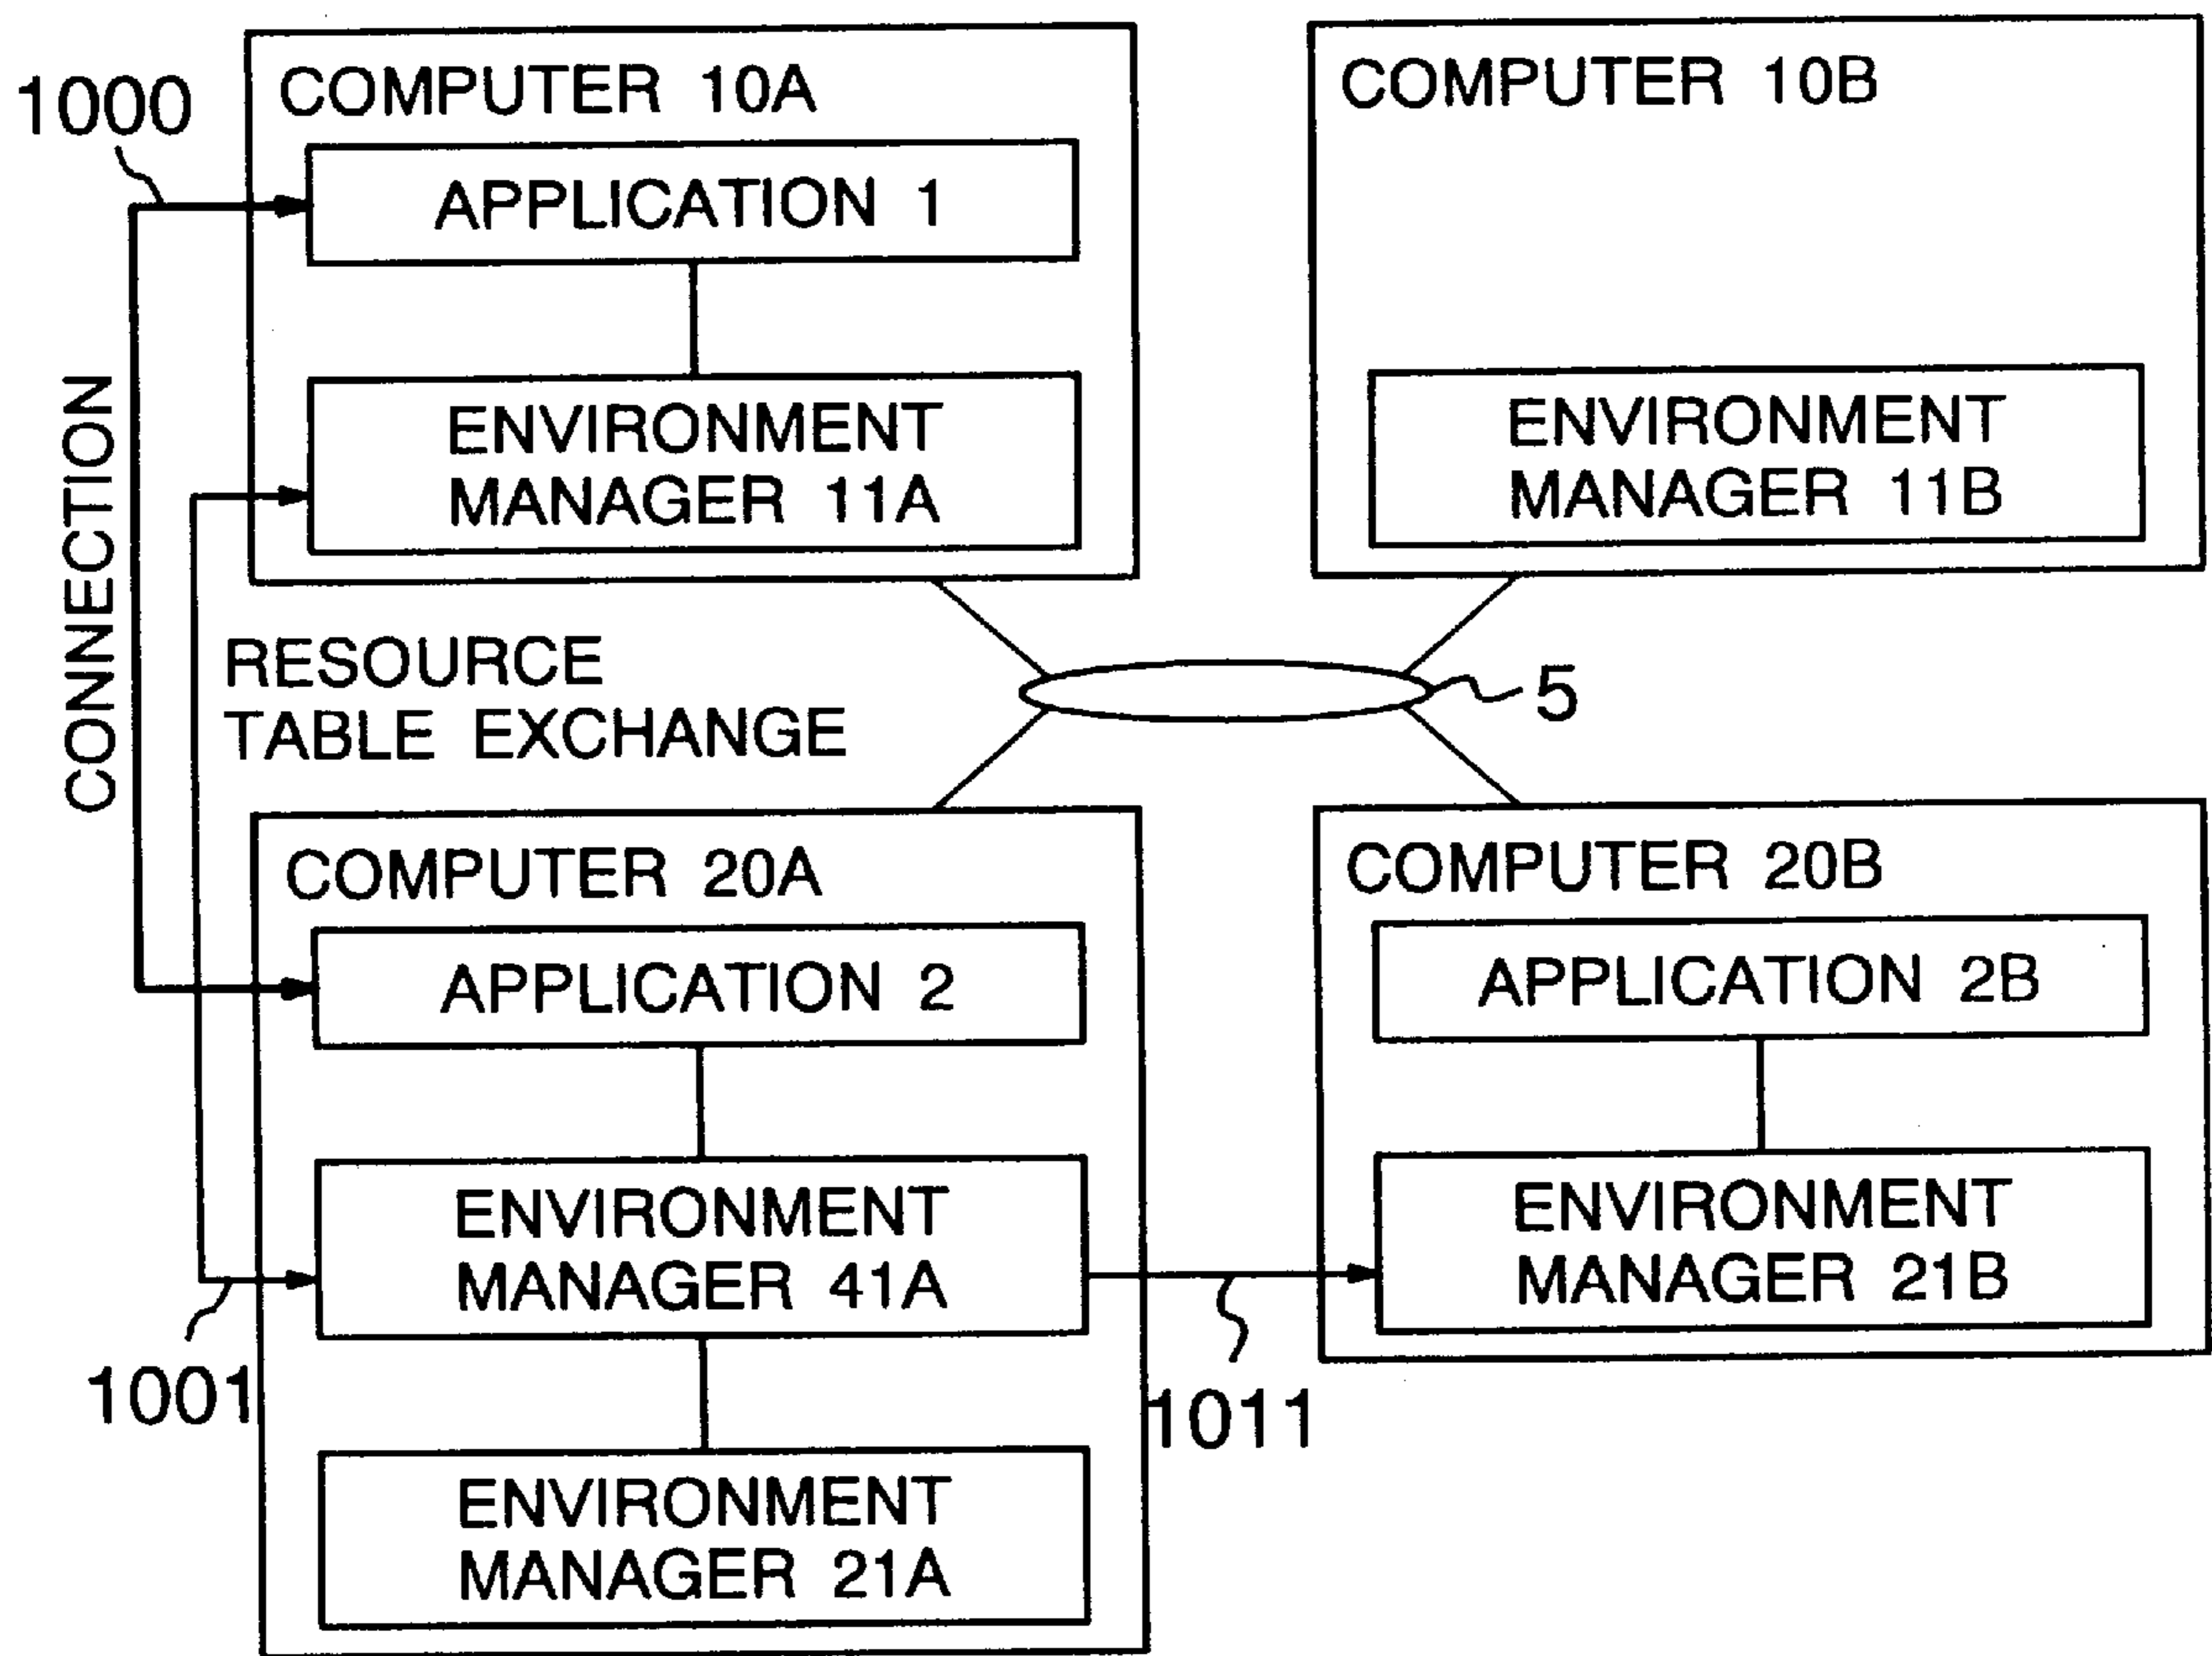 1000
COMPUTER 10A
APPLICATION 1
ENVIRONMENT
MANAGER 11A
COMPUTER 10B
ENVIRONMENT
MANAGER 11B
CONNECTION
RESOURCE
TABLE EXCHANGE
5
COMPUTER 20A
APPLICATION 2
ENVIRONMENT
MANAGER 41A
ENVIRONMENT
MANAGER 21A
1001
1011
COMPUTER 20B
APPLICATION 2B
ENVIRONMENT
MANAGER 21B